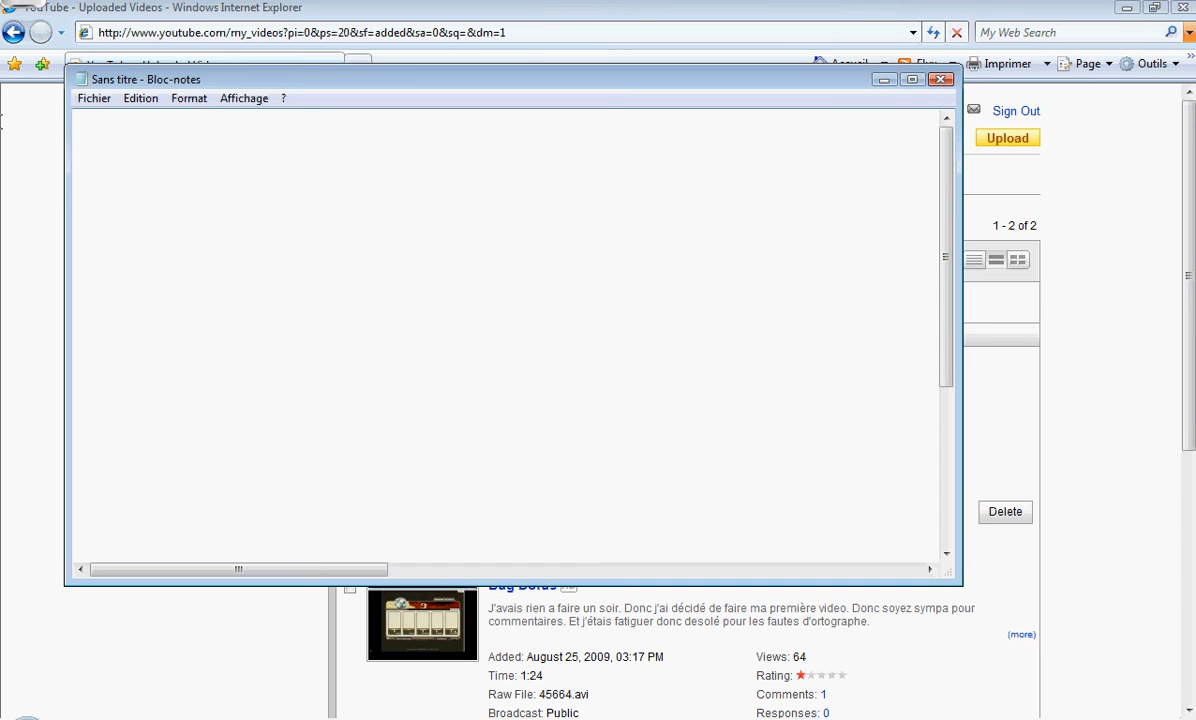 YouTube - Uploaded Videos - Windows Internet Explorer
http://www.youtube.com/my_videos?pi=0&ps=20&sf=added&sa=0&sq=&dm=1
My Web Search
Imprimer
Page
Outils
Sans titre - Bloc-notes
Fichier Edition Format Affichage ?
Sign Out
Upload
1 - 2 of 2
Delete
J'avais rien a faire un soir. Donc j'ai décidé de faire ma première video. Donc soyez sympa pour
commentaires. Et j'étais fatiguer donc desolé pour les fautes d'ortographe.
(more)
Added: August 25, 2009, 03:17 PM
Views: 64
Time: 1:24
Rating:
Raw File: 45664.avi
Comments: 1
Broadcast: Public
Responses: 0